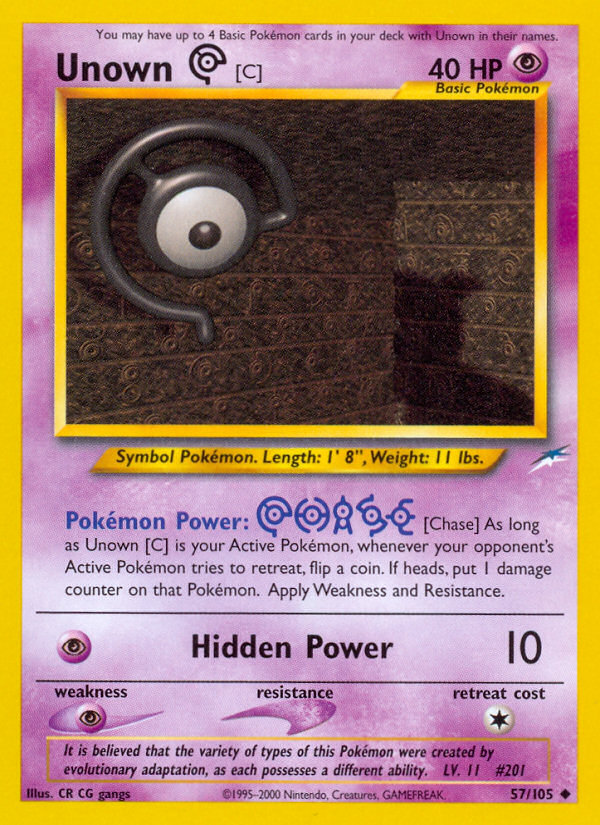 You may have up to 4 Basic Pokémon cards in your deck with Unown in their names.
Unown C [C] 40 HP
Basic Pokémon
Symbol Pokémon. Length: 1' 8", Weight: 11 lbs.
Pokémon Power: CHASE [Chase] As long
as Unown [C] is your Active Pokémon, whenever your opponent's
Active Pokémon tries to retreat, flip a coin. If heads, put 1 damage
counter on that Pokémon. Apply Weakness and Resistance.
Hidden Power 10
weakness resistance retreat cost
It is believed that the variety of types of this Pokémon were created by
evolutionary adaptation, as each possesses a different ability. LV. 11 #201
Illus. CR CG gangs ©1995–2000 Nintendo, Creatures, GAMEFREAK. 57/105 ◆